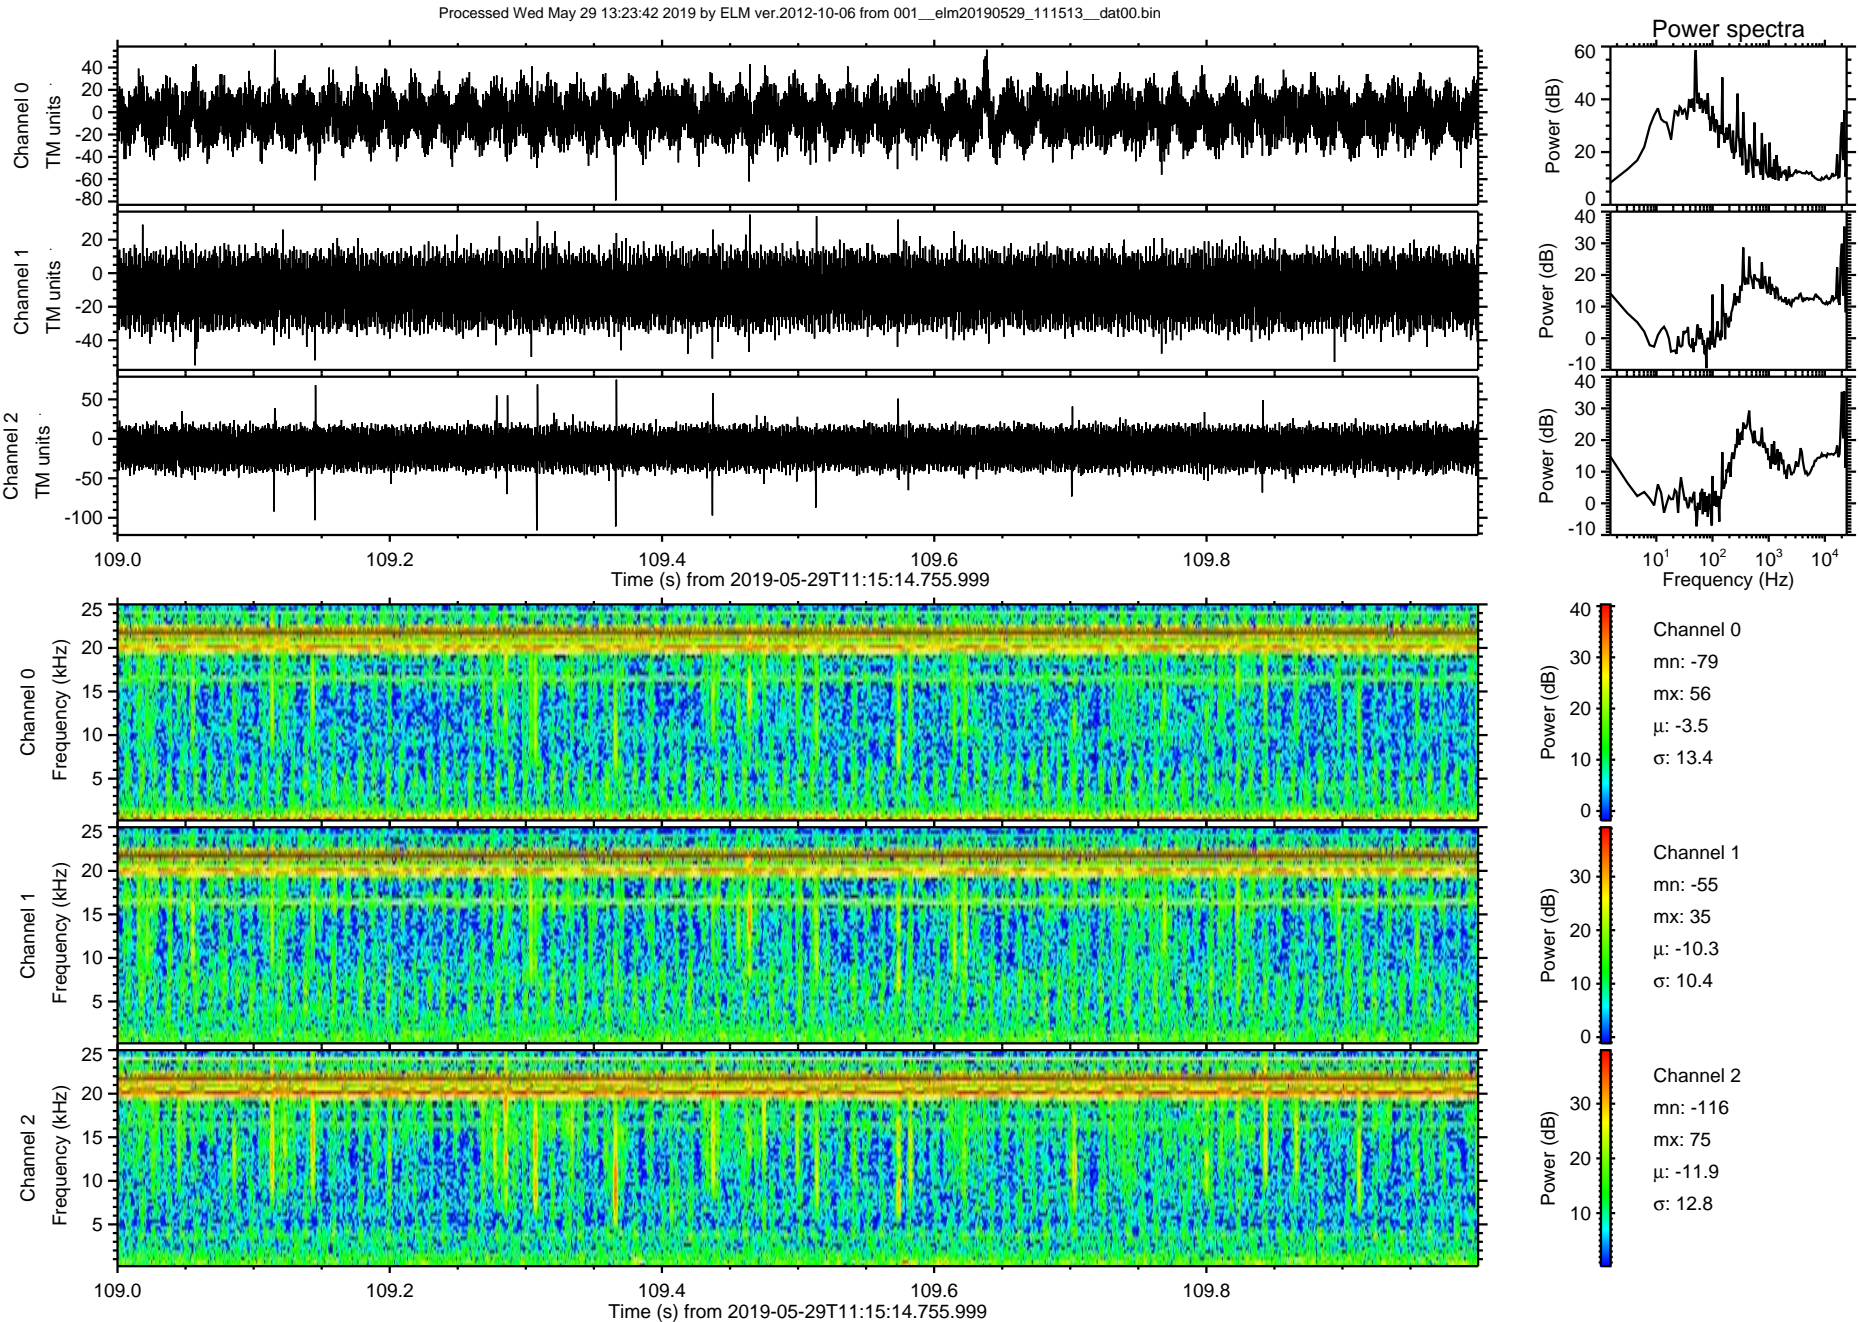 Processed Wed May 29 13:23:42 2019 by ELM ver.2012-10-06 from 001__elm20190529_111513__dat00.bin
Power spectra
Channel 0
TM units
40
20
0
-20
-40
-60
-80
Power (dB)
60
40
20
0
Channel 1
TM units
20
0
-20
-40
Power (dB)
40
30
20
10
0
-10
Channel 2
TM units
50
0
-50
-100
Power (dB)
40
30
20
10
0
-10
109.0 109.2 109.4 109.6 109.8
Time (s) from 2019-05-29T11:15:14.755.999
10¹ 10² 10³ 10⁴
Frequency (Hz)
Channel 0
Frequency (kHz)
25
20
15
10
5
Power (dB)
40
30
20
10
0
Channel 0
mn: -79
mx: 56
μ: -3.5
σ: 13.4
Channel 1
Frequency (kHz)
25
20
15
10
5
Power (dB)
30
20
10
0
Channel 1
mn: -55
mx: 35
μ: -10.3
σ: 10.4
Channel 2
Frequency (kHz)
25
20
15
10
5
Power (dB)
30
20
10
Channel 2
mn: -116
mx: 75
μ: -11.9
σ: 12.8
109.0 109.2 109.4 109.6 109.8
Time (s) from 2019-05-29T11:15:14.755.999